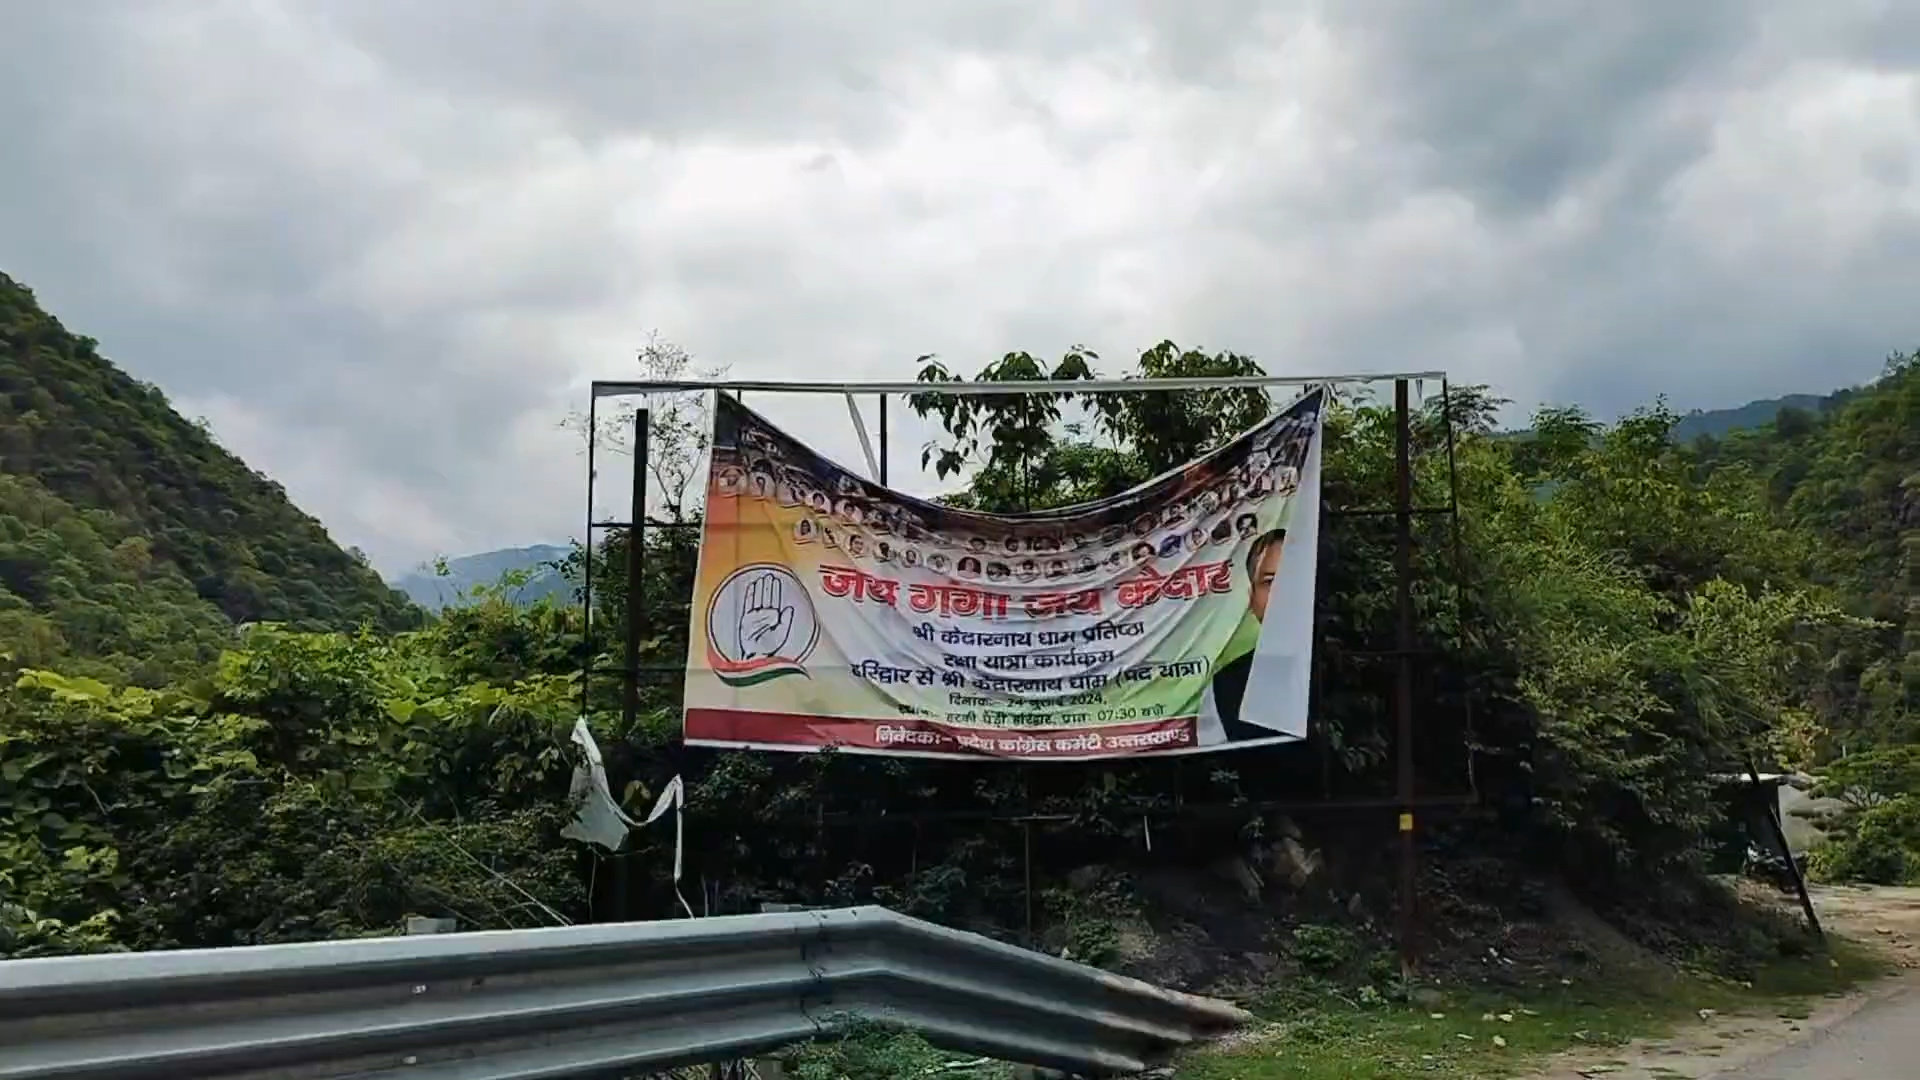 जय गंगा जय केदार
श्री केदारनाथ धाम प्रतिष्ठा
रक्षा यात्रा कार्यक्रम
हरिद्वार से श्री केदारनाथ धाम (पद यात्रा)
दिनांक:- 24 जुलाई 2024,
स्थान:- हरकी पैड़ी हरिद्वार, प्रातः 07:30 बजे
निवेदकः- प्रदेश कांग्रेस कमेटी उत्तराखण्ड